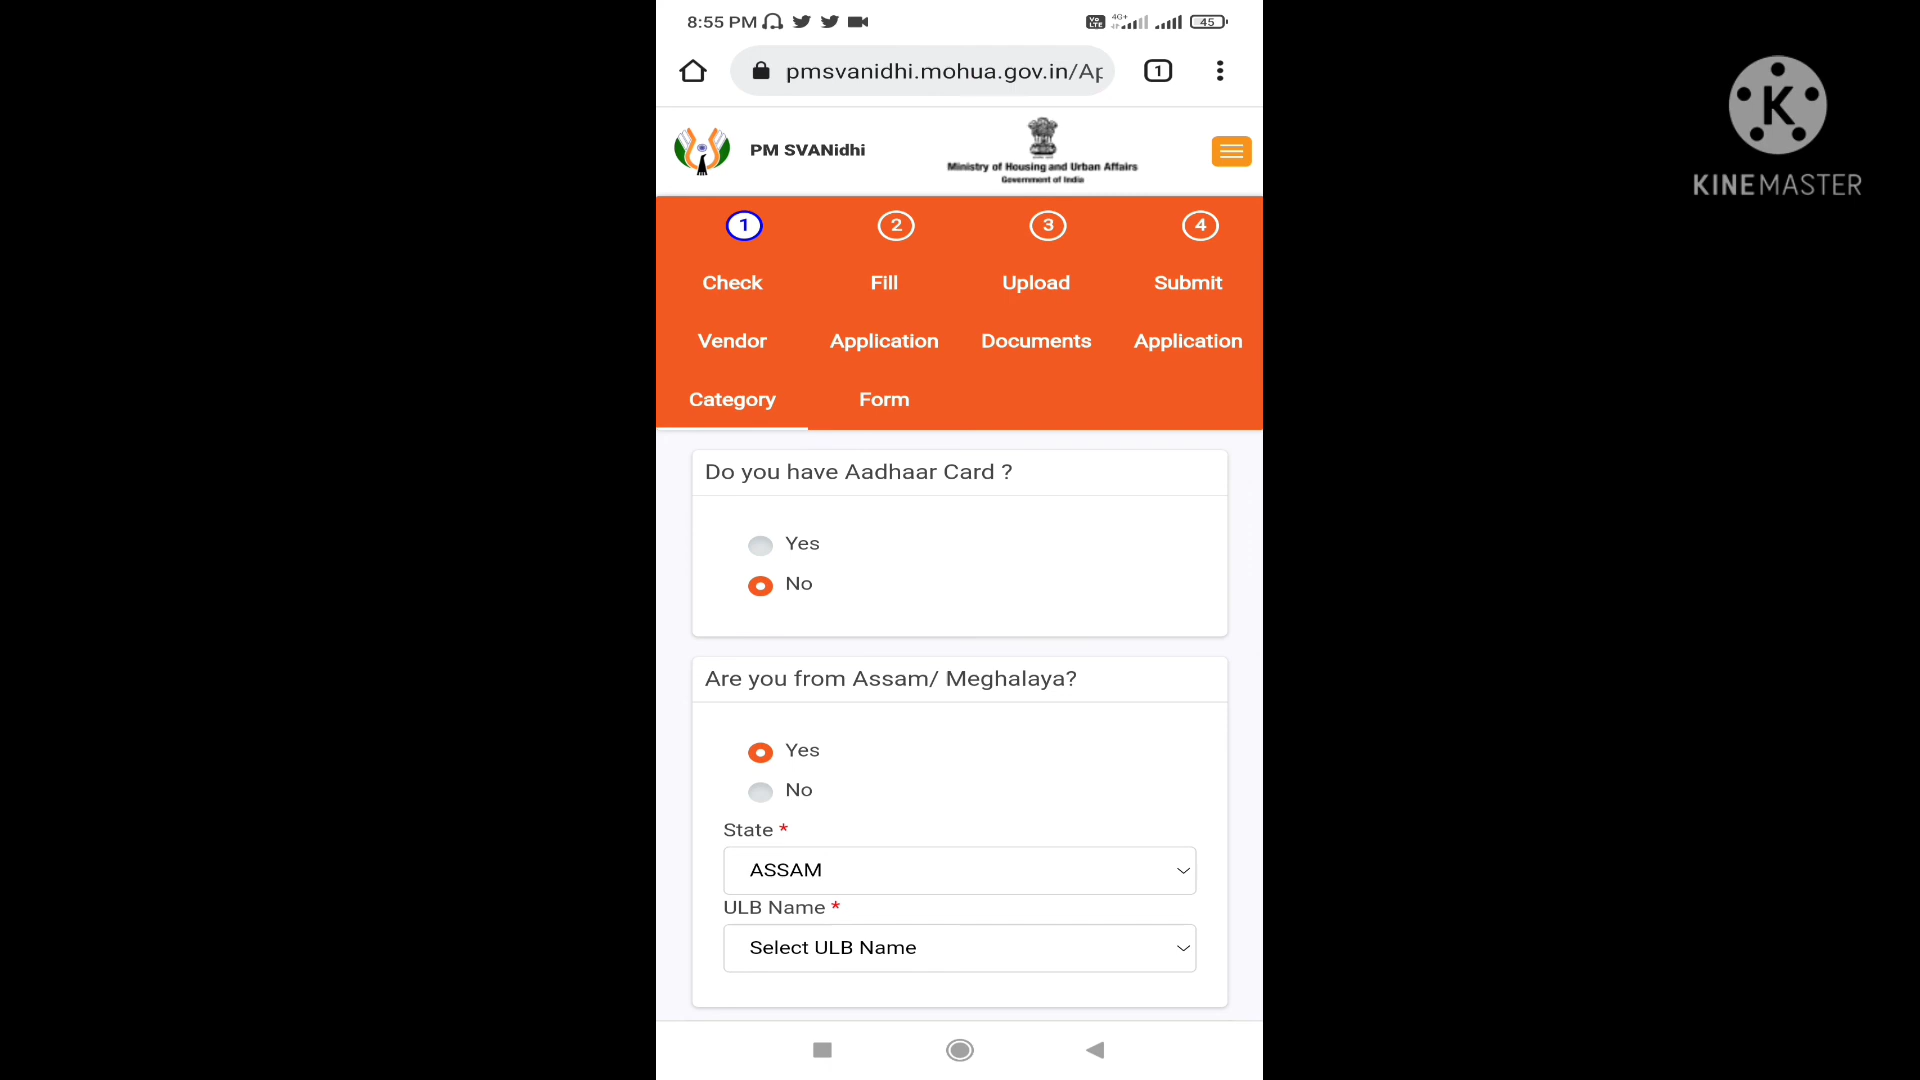 8:55 PM
Vo LTE 4G+ 45
pmsvanidhi.mohua.gov.in/Ap
1
PM SVANidhi
Ministry of Housing and Urban Affairs
Government of India
K
KINEMASTER
1 2 3 4
Check Fill Upload Submit
Vendor Application Documents Application
Category Form
Do you have Aadhaar Card ?
Yes
No
Are you from Assam/ Meghalaya?
Yes
No
State *
ASSAM
ULB Name *
Select ULB Name